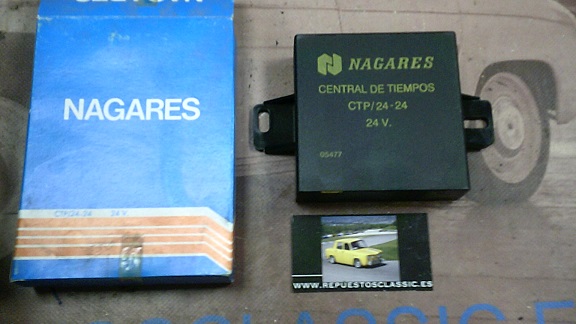 NAGARES
CTP/24-24 24 V.
NAGARES
CENTRAL DE TIEMPOS
CTP/24-24
24 V.
05477
WWW.REPUESTOSCLASSIC.ES